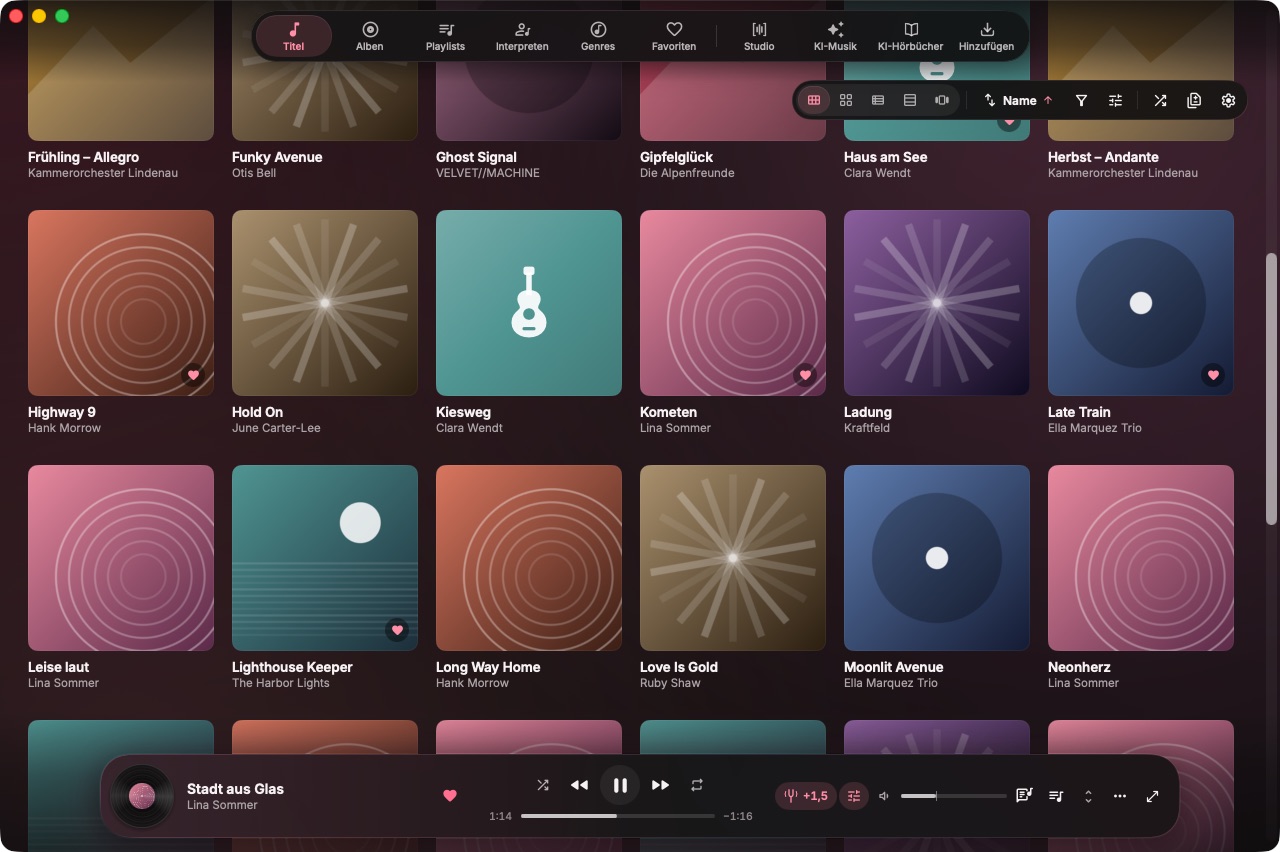 Titel
Alben
Playlists
Interpreten
Genres
Favoriten
Studio
KI-Musik
KI-Hörbücher
Hinzufügen
Name
Frühling – Allegro
Kammerorchester Lindenau
Funky Avenue
Otis Bell
Ghost Signal
VELVET//MACHINE
Gipfelglück
Die Alpenfreunde
Haus am See
Clara Wendt
Herbst – Andante
Kammerorchester Lindenau
Highway 9
Hank Morrow
Hold On
June Carter-Lee
Kiesweg
Clara Wendt
Kometen
Lina Sommer
Ladung
Kraftfeld
Late Train
Ella Marquez Trio
Leise laut
Lina Sommer
Lighthouse Keeper
The Harbor Lights
Long Way Home
Hank Morrow
Love Is Gold
Ruby Shaw
Moonlit Avenue
Ella Marquez Trio
Neonherz
Lina Sommer
Stadt aus Glas
Lina Sommer
1:14
−1:16
+1,5